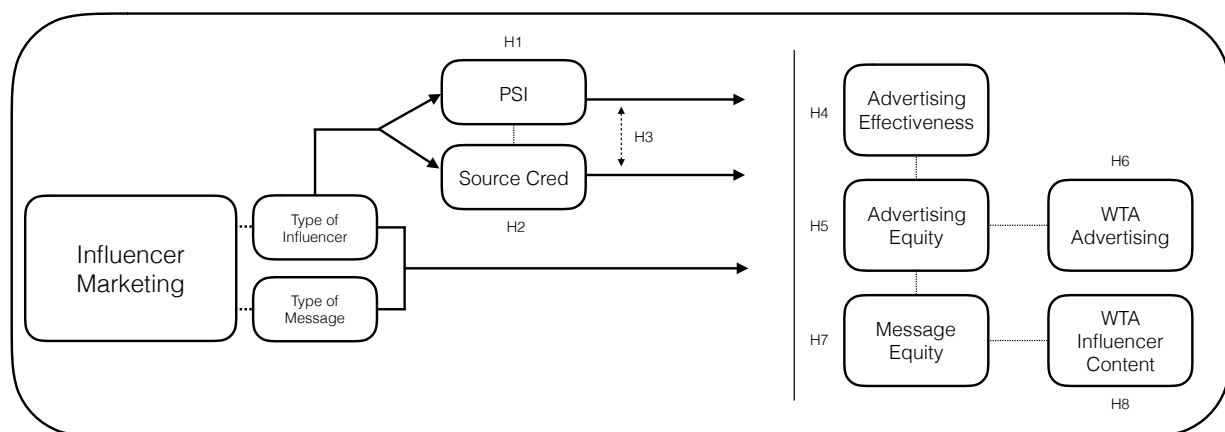 H1
PSI
H3
Source Cred
H2
Influencer
Marketing
Type of
Influencer
Type of
Message
H4
Advertising
Effectiveness
H5
Advertising
Equity
H6
WTA
Advertising
H7
Message
Equity
WTA
Influencer
Content
H8